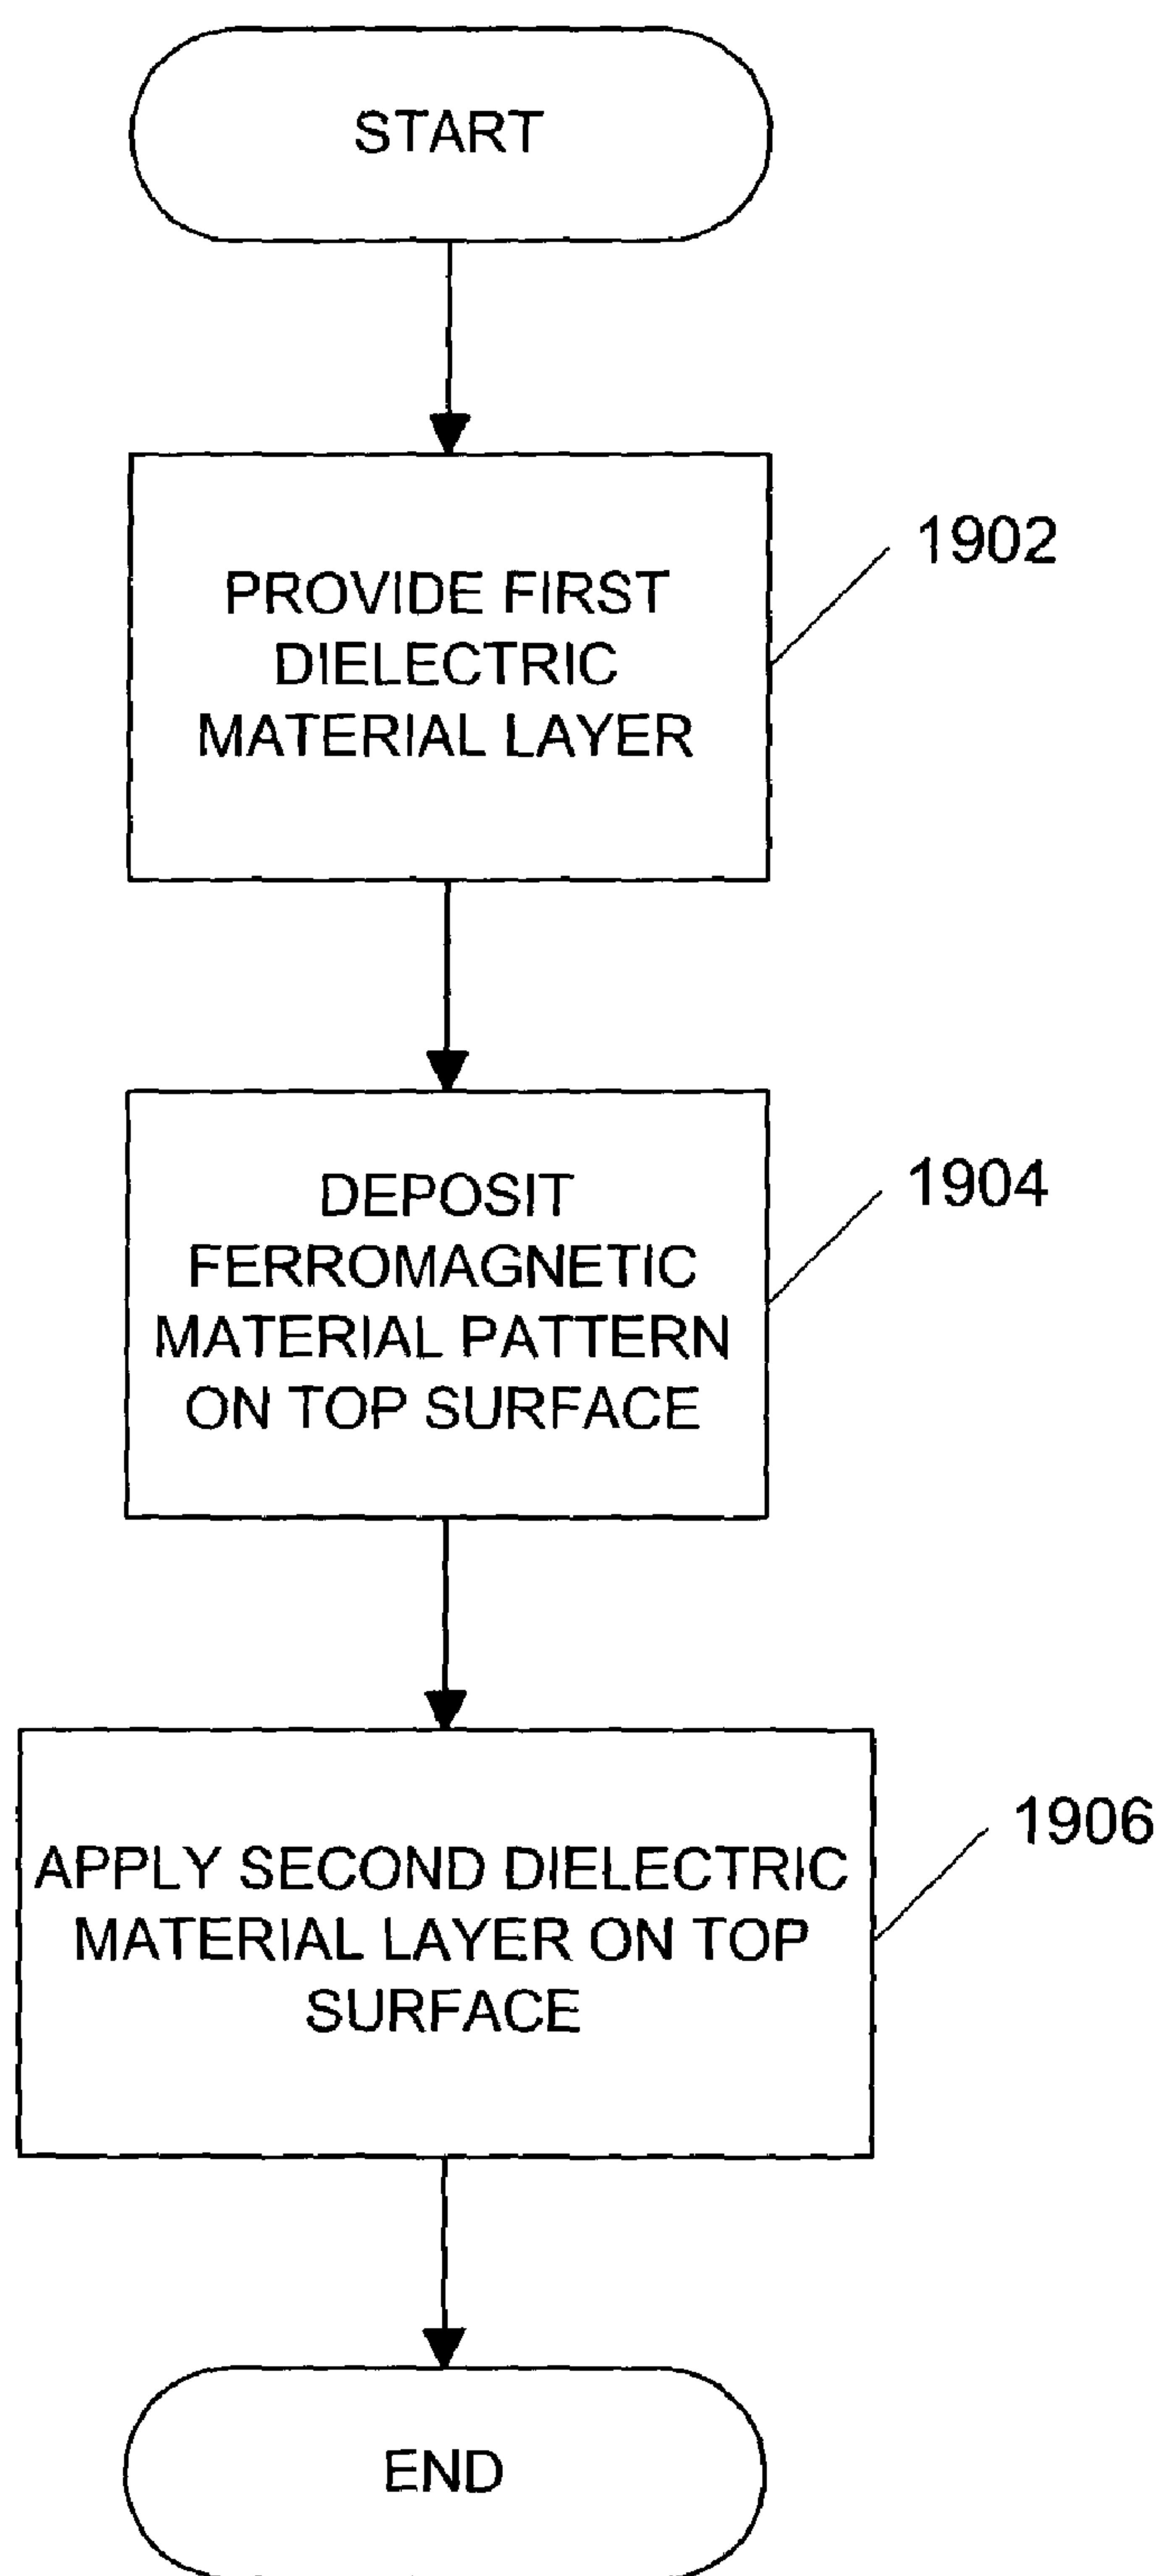 START
PROVIDE FIRST
DIELECTRIC
MATERIAL LAYER
1902
DEPOSIT
FERROMAGNETIC
MATERIAL PATTERN
ON TOP SURFACE
1904
APPLY SECOND DIELECTRIC
MATERIAL LAYER ON TOP
SURFACE
1906
END